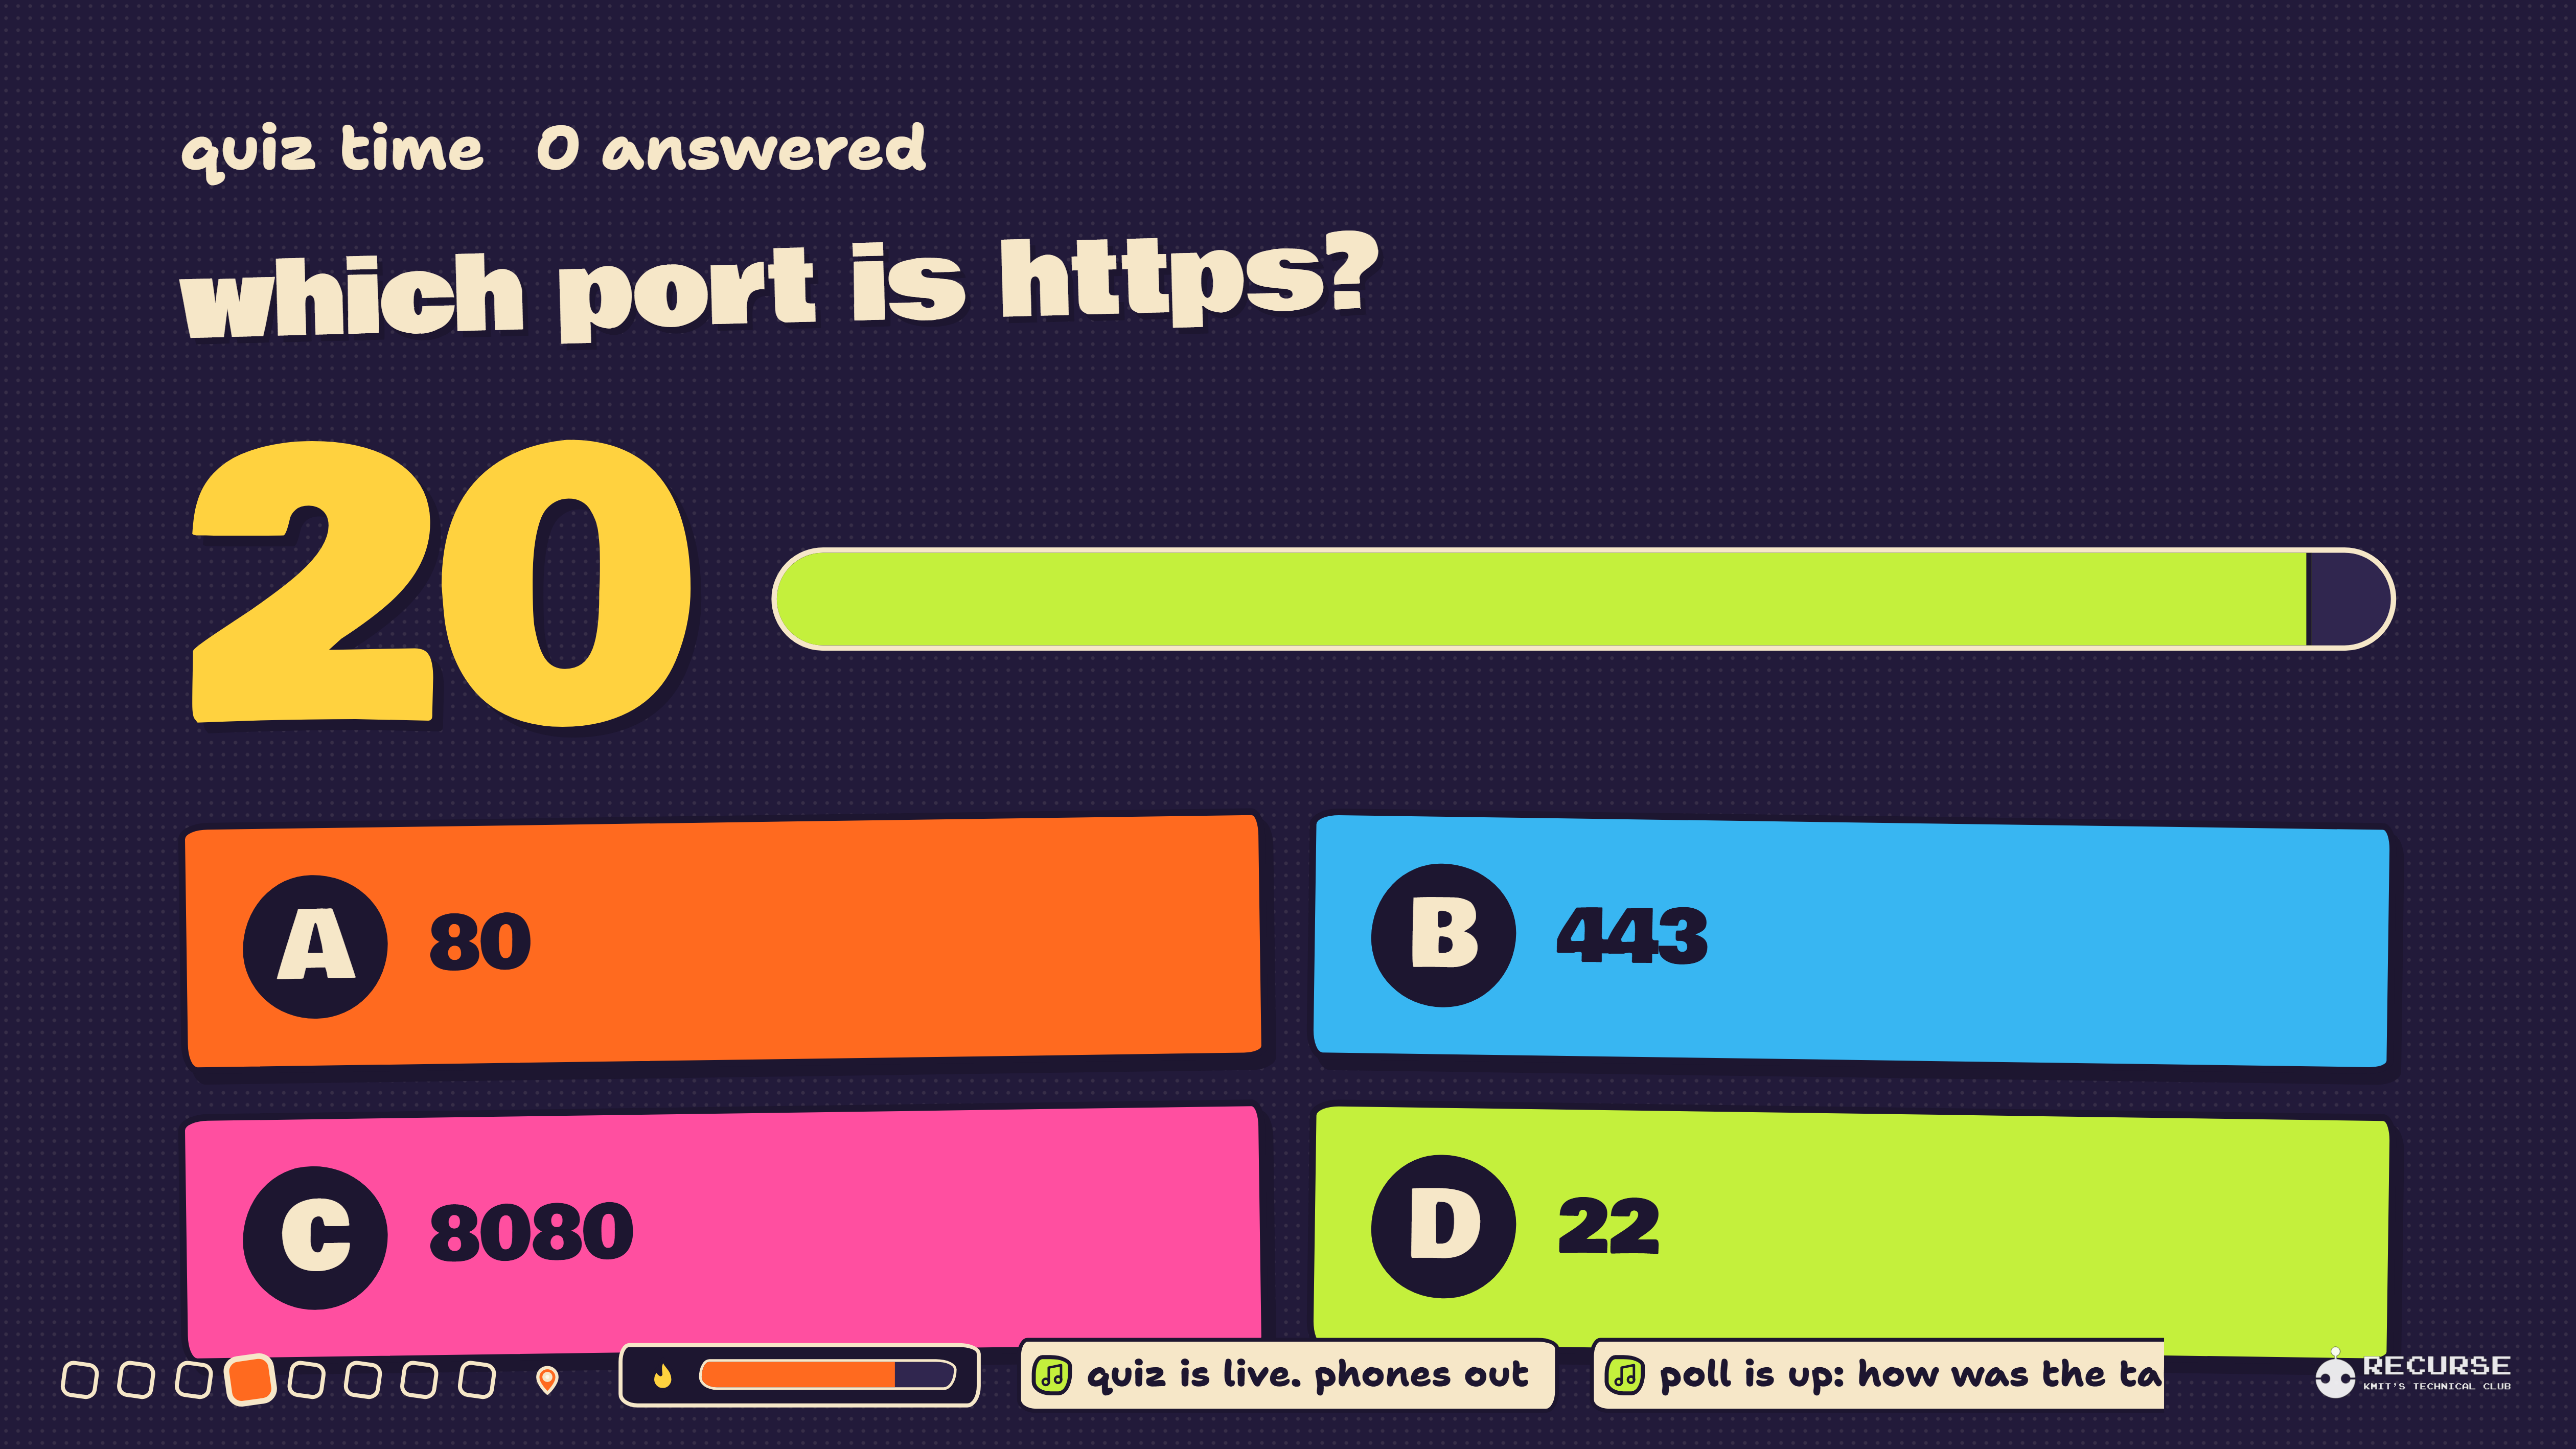 quiz time 0 answered
which port is https?
20
A 80
B 443
C 8080
D 22
quiz is live. phones out
poll is up: how was the ta
RECURSE
KMIT'S TECHNICAL CLUB